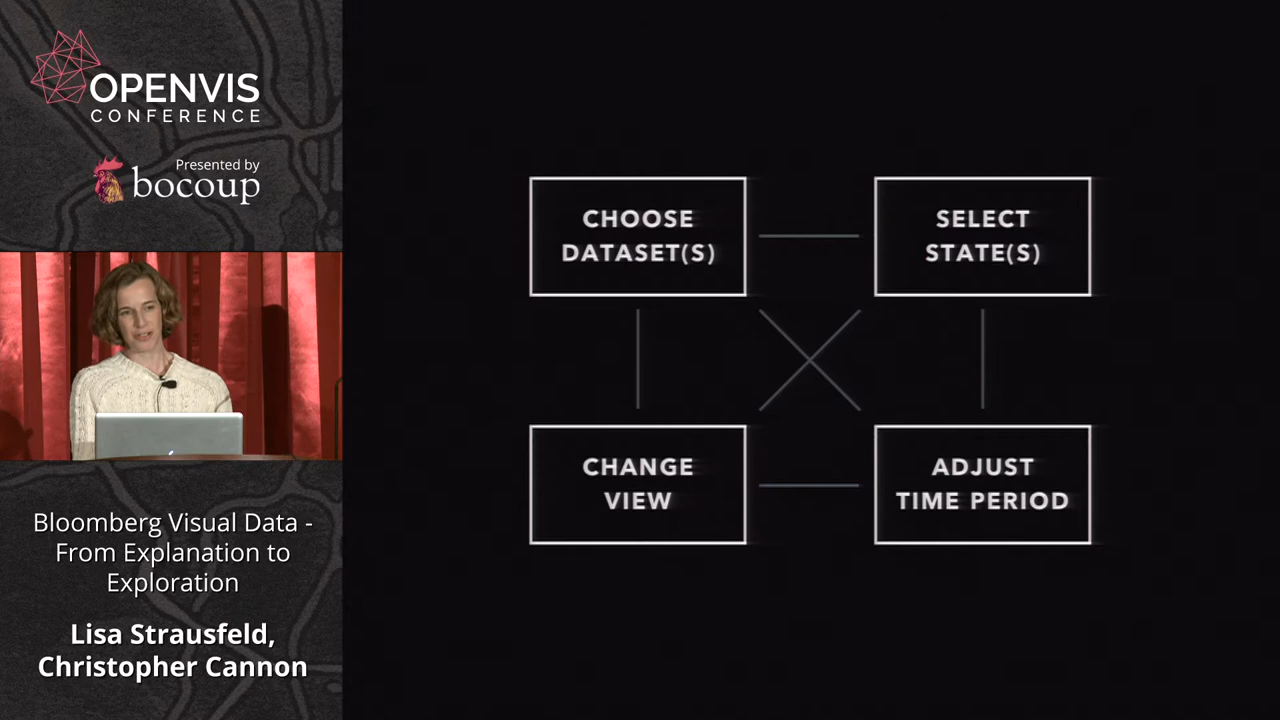 OPENVIS
CONFERENCE
Presented by
bocoup
Bloomberg Visual Data -
From Explanation to
Exploration
Lisa Strausfeld,
Christopher Cannon
CHOOSE
DATASET(S)
SELECT
STATE(S)
CHANGE
VIEW
ADJUST
TIME PERIOD